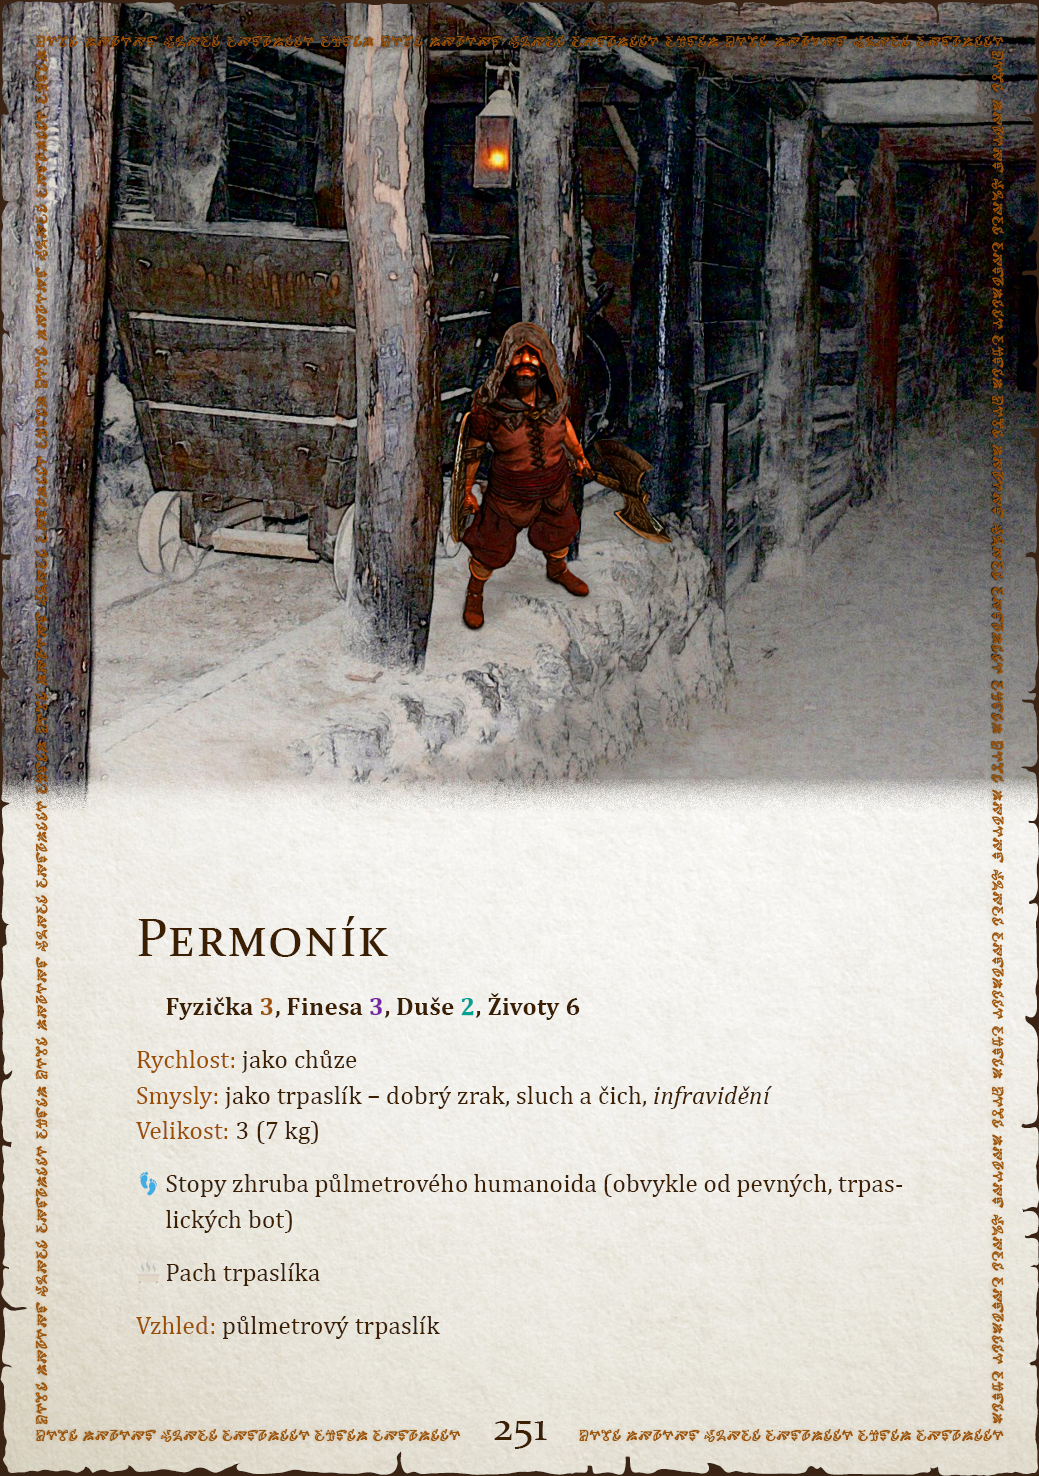 Permoník
Fyzička 3, Finesa 3, Duše 2, Životy 6
Rychlost: jako chůze
Smysly: jako trpaslík – dobrý zrak, sluch a čich, infravidění
Velikost: 3 (7 kg)
Stopy zhruba půlmetrového humanoida (obvykle od pevných, trpas-
lických bot)
Pach trpaslíka
Vzhled: půlmetrový trpaslík
251